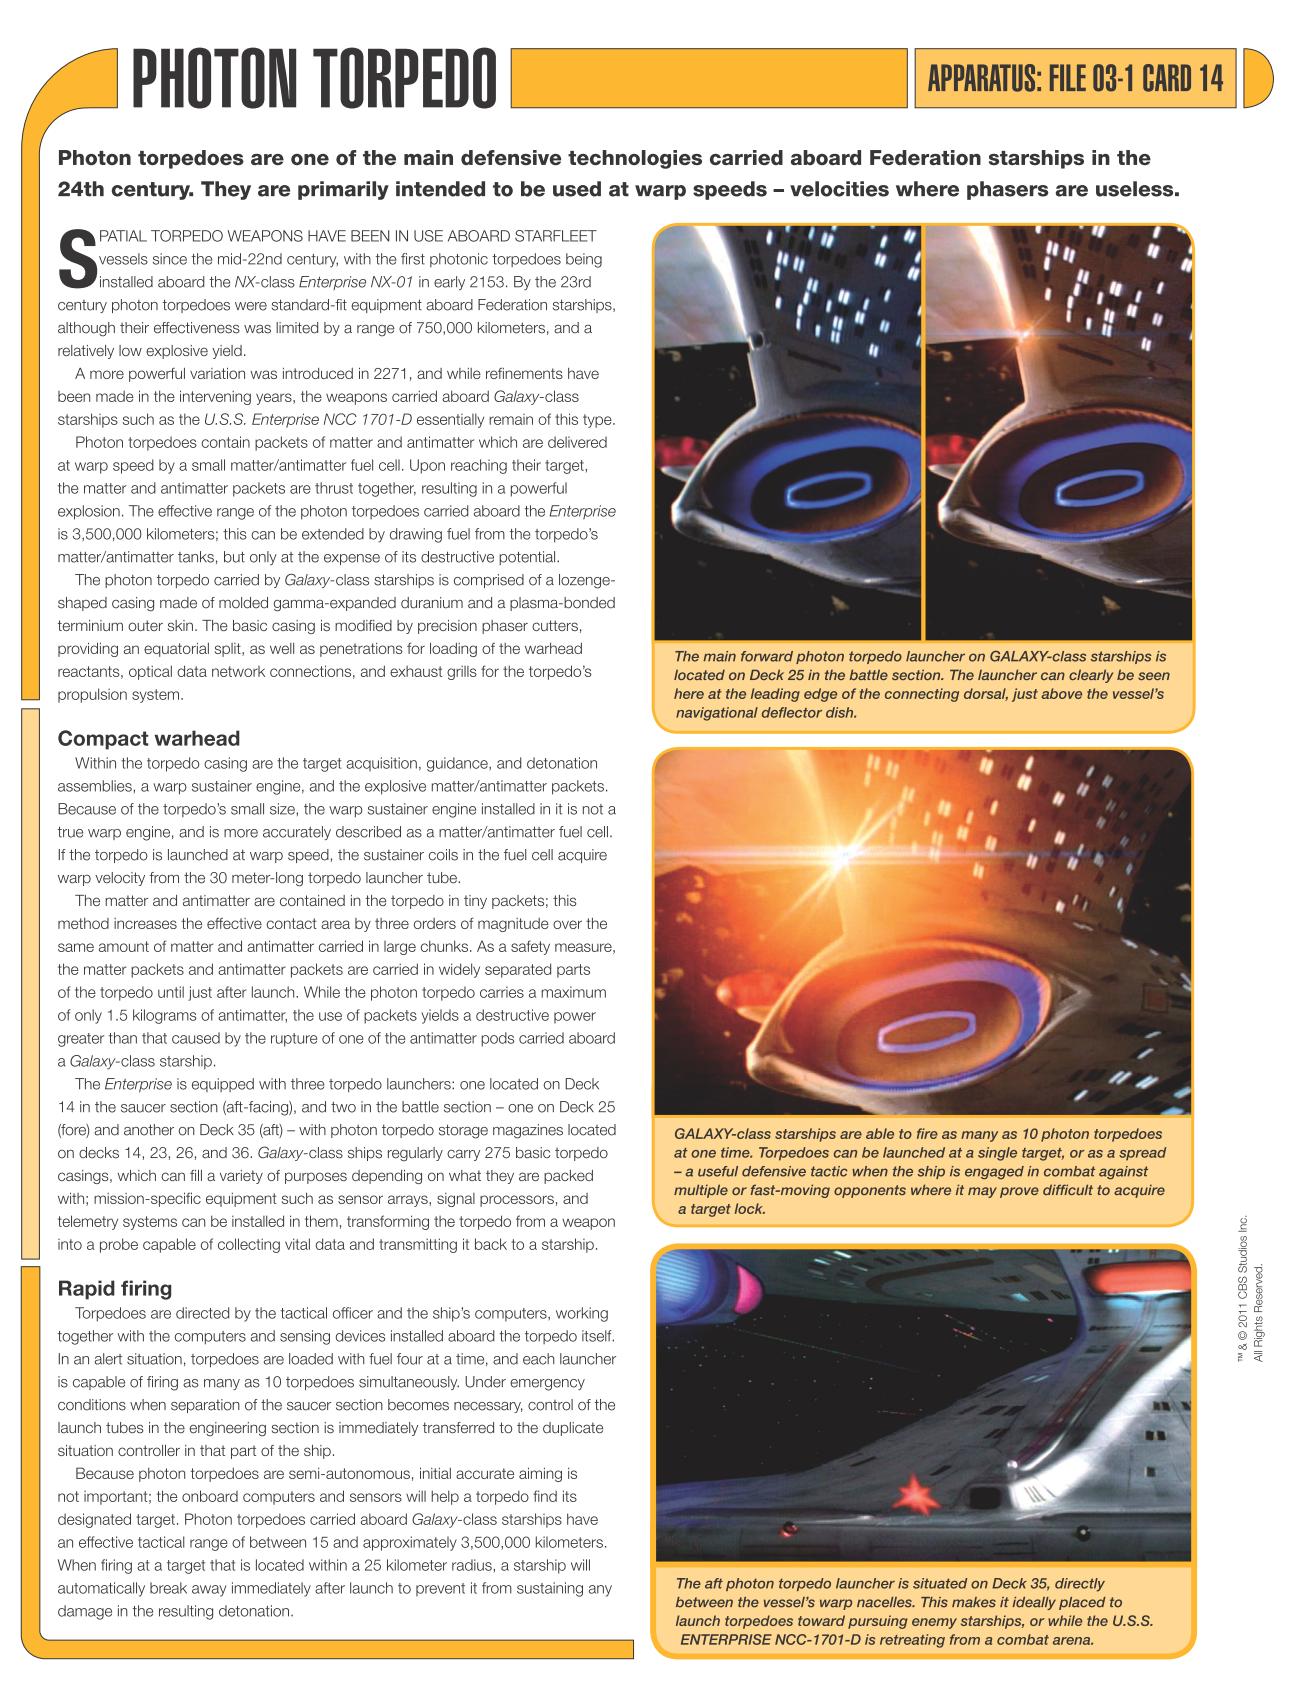 PHOTON TORPEDO
APPARATUS: FILE 03-1 CARD 14
Photon torpedoes are one of the main defensive technologies carried aboard Federation starships in the
24th century. They are primarily intended to be used at warp speeds – velocities where phasers are useless.
SPATIAL TORPEDO WEAPONS HAVE BEEN IN USE ABOARD STARFLEET
vessels since the mid-22nd century, with the first photonic torpedoes being
installed aboard the NX-class Enterprise NX-01 in early 2153. By the 23rd
century photon torpedoes were standard-fit equipment aboard Federation starships,
although their effectiveness was limited by a range of 750,000 kilometers, and a
relatively low explosive yield.
A more powerful variation was introduced in 2271, and while refinements have
been made in the intervening years, the weapons carried aboard Galaxy-class
starships such as the U.S.S. Enterprise NCC 1701-D essentially remain of this type.
Photon torpedoes contain packets of matter and antimatter which are delivered
at warp speed by a small matter/antimatter fuel cell. Upon reaching their target,
the matter and antimatter packets are thrust together, resulting in a powerful
explosion. The effective range of the photon torpedoes carried aboard the Enterprise
is 3,500,000 kilometers; this can be extended by drawing fuel from the torpedo's
matter/antimatter tanks, but only at the expense of its destructive potential.
The photon torpedo carried by Galaxy-class starships is comprised of a lozenge-
shaped casing made of molded gamma-expanded duranium and a plasma-bonded
terminium outer skin. The basic casing is modified by precision phaser cutters,
providing an equatorial split, as well as penetrations for loading of the warhead
reactants, optical data network connections, and exhaust grills for the torpedo's
propulsion system.
Compact warhead
Within the torpedo casing are the target acquisition, guidance, and detonation
assemblies, a warp sustainer engine, and the explosive matter/antimatter packets.
Because of the torpedo's small size, the warp sustainer engine installed in it is not a
true warp engine, and is more accurately described as a matter/antimatter fuel cell.
If the torpedo is launched at warp speed, the sustainer coils in the fuel cell acquire
warp velocity from the 30 meter-long torpedo launcher tube.
The matter and antimatter are contained in the torpedo in tiny packets; this
method increases the effective contact area by three orders of magnitude over the
same amount of matter and antimatter carried in large chunks. As a safety measure,
the matter packets and antimatter packets are carried in widely separated parts
of the torpedo until just after launch. While the photon torpedo carries a maximum
of only 1.5 kilograms of antimatter, the use of packets yields a destructive power
greater than that caused by the rupture of one of the antimatter pods carried aboard
a Galaxy-class starship.
The Enterprise is equipped with three torpedo launchers: one located on Deck
14 in the saucer section (aft-facing), and two in the battle section – one on Deck 25
(fore) and another on Deck 35 (aft) – with photon torpedo storage magazines located
on decks 14, 23, 26, and 36. Galaxy-class ships regularly carry 275 basic torpedo
casings, which can fill a variety of purposes depending on what they are packed
with; mission-specific equipment such as sensor arrays, signal processors, and
telemetry systems can be installed in them, transforming the torpedo from a weapon
into a probe capable of collecting vital data and transmitting it back to a starship.
Rapid firing
Torpedoes are directed by the tactical officer and the ship's computers, working
together with the computers and sensing devices installed aboard the torpedo itself.
In an alert situation, torpedoes are loaded with fuel four at a time, and each launcher
is capable of firing as many as 10 torpedoes simultaneously. Under emergency
conditions when separation of the saucer section becomes necessary, control of the
launch tubes in the engineering section is immediately transferred to the duplicate
situation controller in that part of the ship.
Because photon torpedoes are semi-autonomous, initial accurate aiming is
not important; the onboard computers and sensors will help a torpedo find its
designated target. Photon torpedoes carried aboard Galaxy-class starships have
an effective tactical range of between 15 and approximately 3,500,000 kilometers.
When firing at a target that is located within a 25 kilometer radius, a starship will
automatically break away immediately after launch to prevent it from sustaining any
damage in the resulting detonation.
The main forward photon torpedo launcher on GALAXY-class starships is
located on Deck 25 in the battle section. The launcher can clearly be seen
here at the leading edge of the connecting dorsal, just above the vessel's
navigational deflector dish.
GALAXY-class starships are able to fire as many as 10 photon torpedoes
at one time. Torpedoes can be launched at a single target, or as a spread
– a useful defensive tactic when the ship is engaged in combat against
multiple or fast-moving opponents where it may prove difficult to acquire
a target lock.
The aft photon torpedo launcher is situated on Deck 35, directly
between the vessel's warp nacelles. This makes it ideally placed to
launch torpedoes toward pursuing enemy starships, or while the U.S.S.
ENTERPRISE NCC-1701-D is retreating from a combat arena.
™ & © 2011 CBS Studios Inc.
All Rights Reserved.